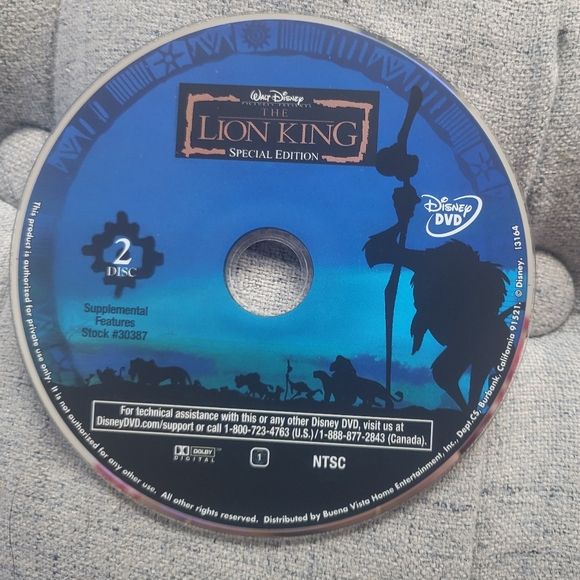 Walt Disney
PICTURES PRESENTS
THE
LION KING
SPECIAL EDITION
Disney
DVD
2
DISC
Supplemental
Features
Stock #30387
For technical assistance with this or any other Disney DVD, visit us at
DisneyDVD.com/support or call 1-800-723-4763 (U.S.)/1-888-877-2843 (Canada).
DOLBY
DIGITAL
1
NTSC
This product is authorized for private use only. It is not authorized for any other use. All other rights reserved. Distributed by Buena Vista Home Entertainment, Inc., Dept.CS, Burbank, California 91521. © Disney. 13164